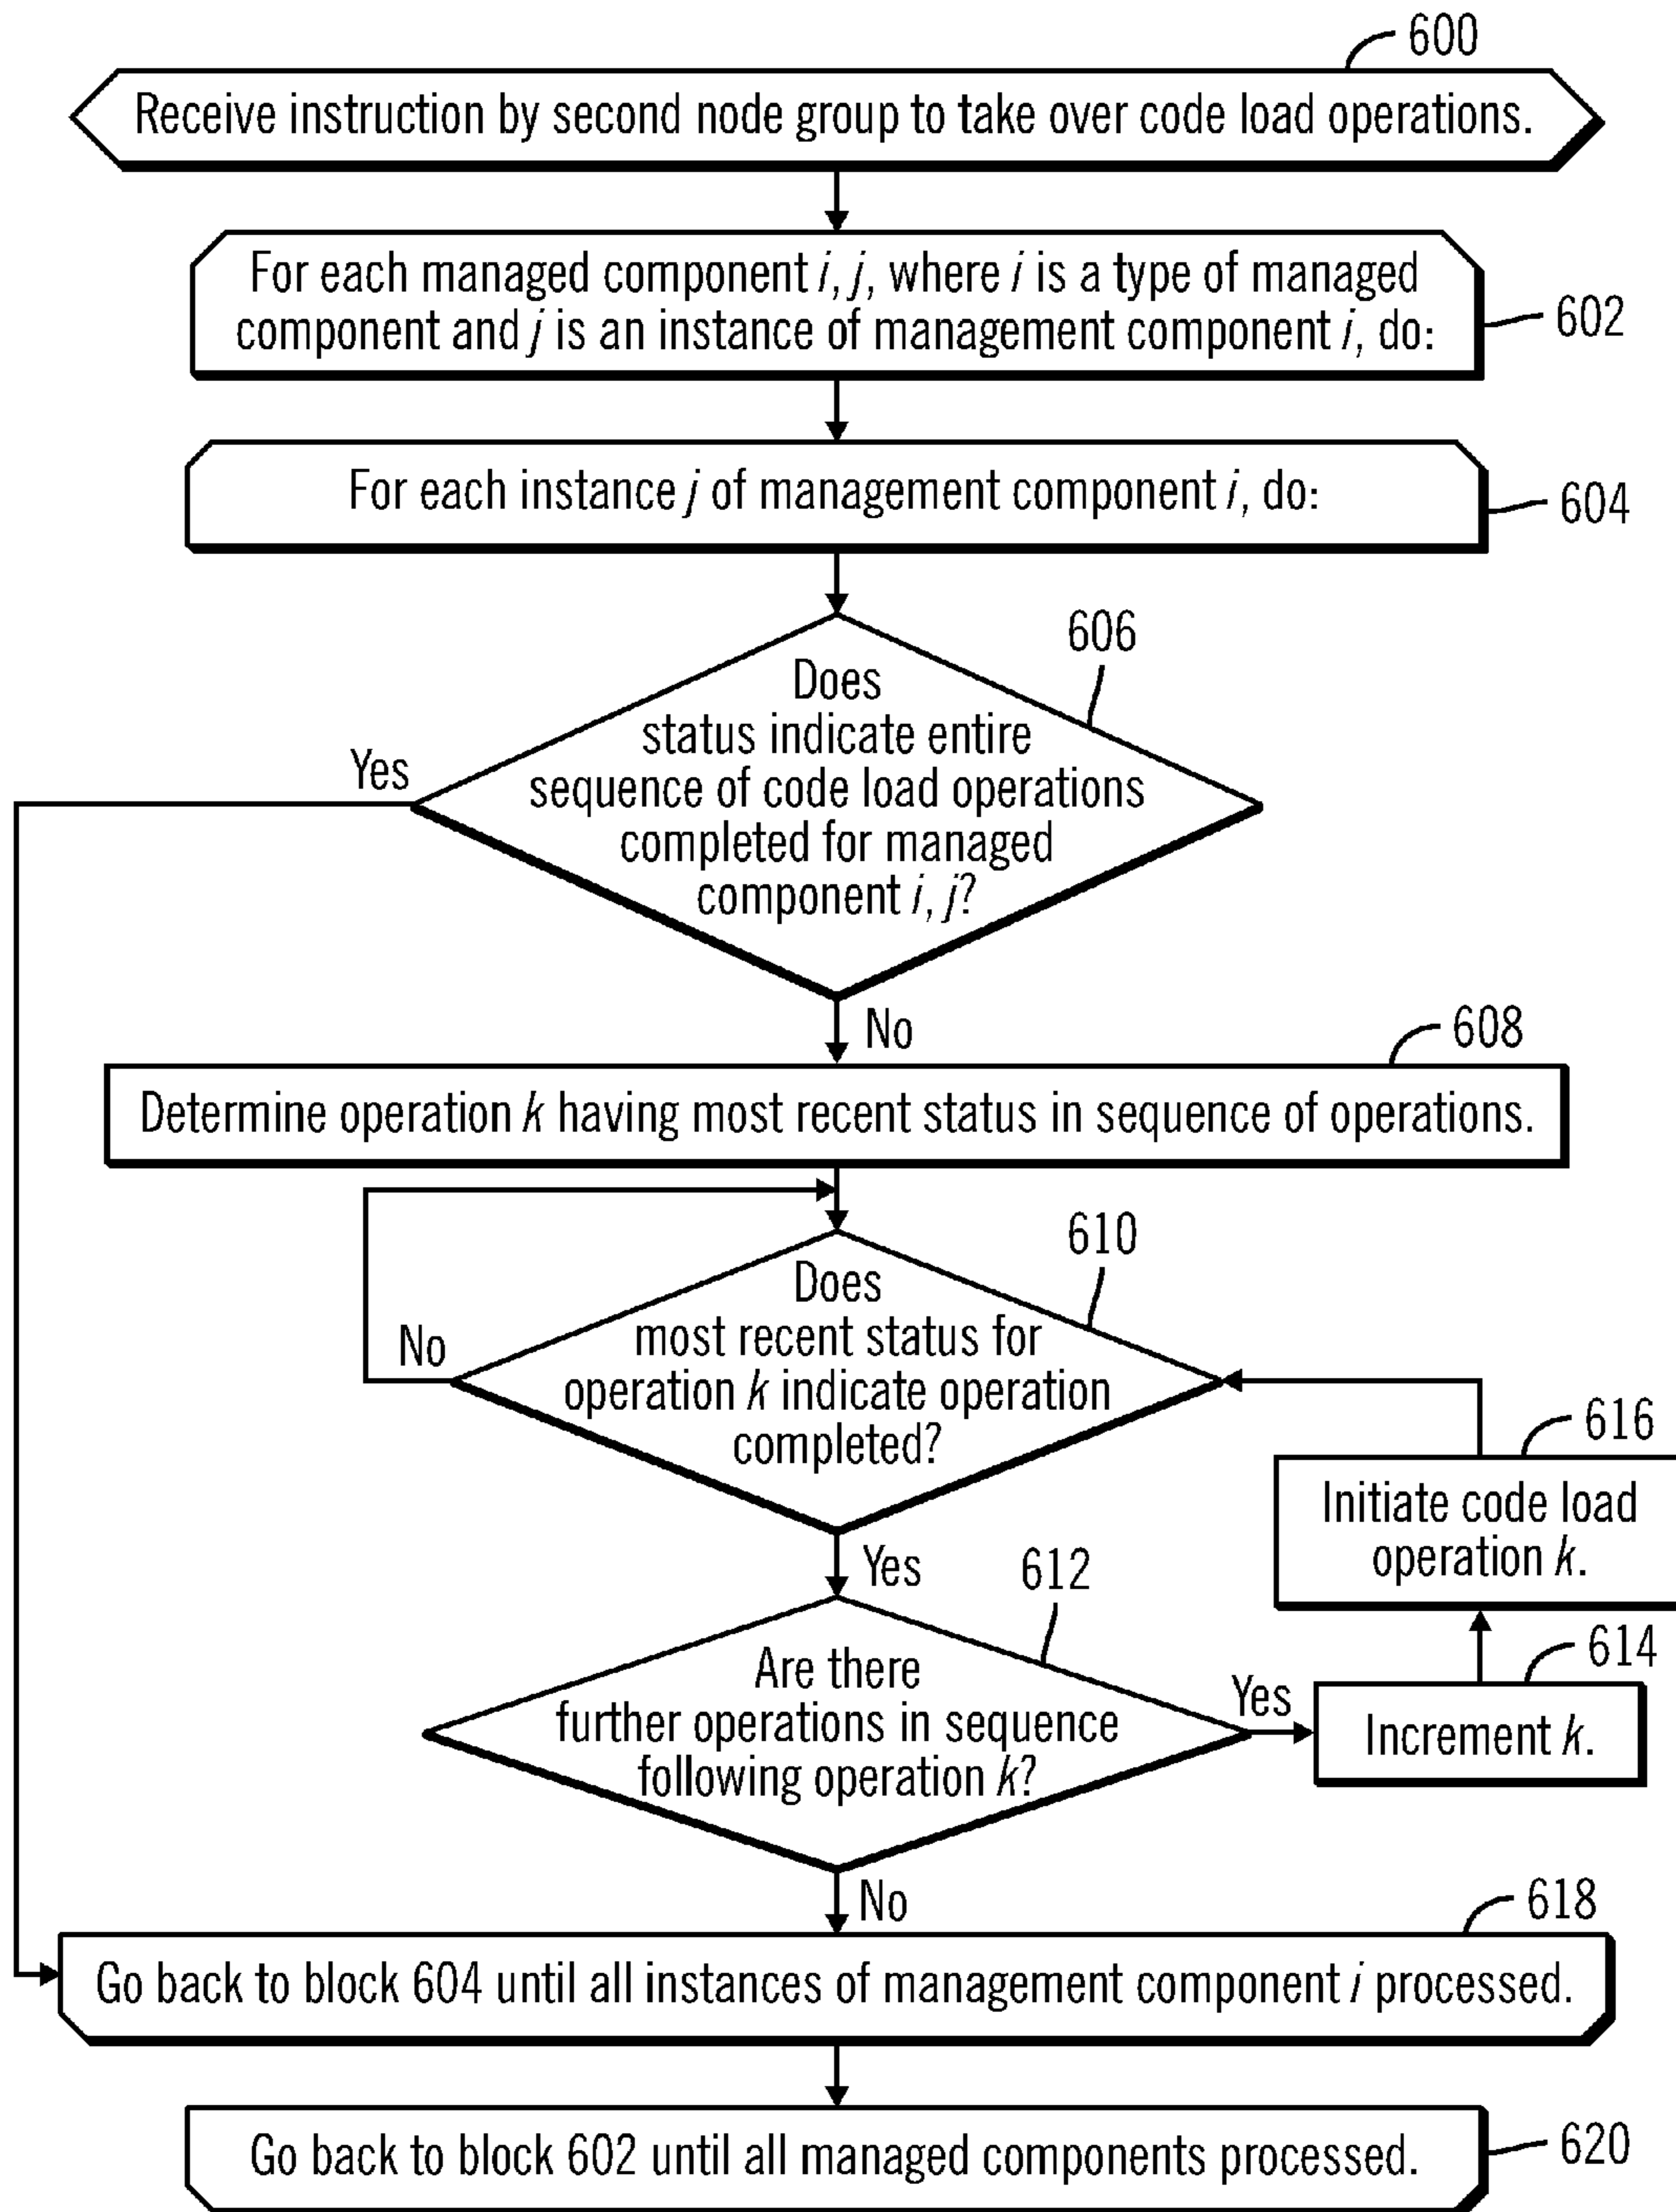 600
Receive instruction by second node group to take over code load operations.
For each managed component i, j, where i is a type of managed
component and j is an instance of management component i, do:
602
For each instance j of management component i, do:
604
606
Does
status indicate entire
sequence of code load operations
completed for managed
component i, j?
Yes
No
608
Determine operation k having most recent status in sequence of operations.
610
Does
most recent status for
operation k indicate operation
completed?
No
Yes
616
Initiate code load
operation k.
612
Are there
further operations in sequence
following operation k?
Yes
614
Increment k.
No
618
Go back to block 604 until all instances of management component i processed.
Go back to block 602 until all managed components processed.
620